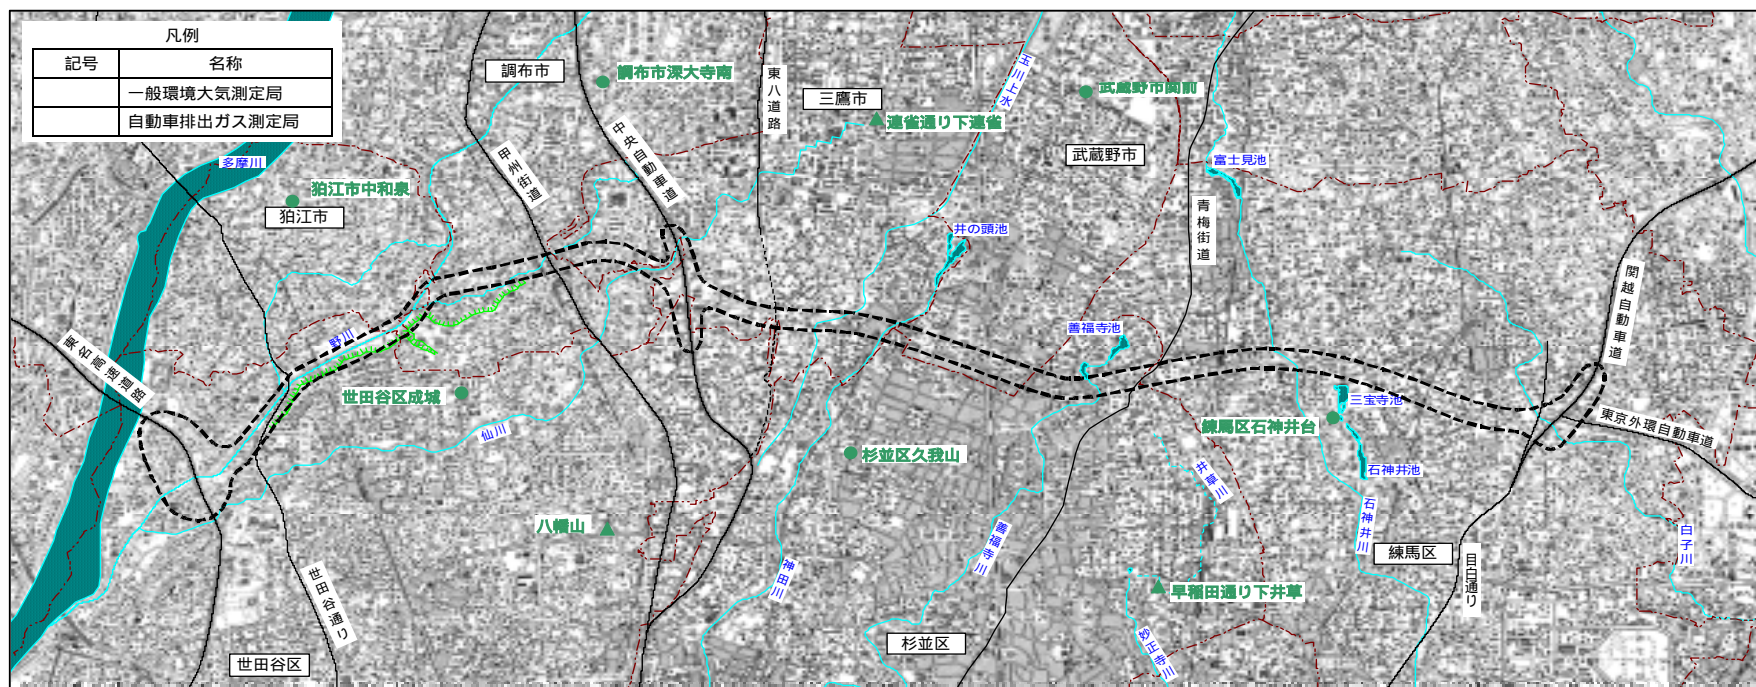 凡例
記号 名称
一般環境大気測定局
自動車排出ガス測定局
調布市
調布市深大寺南
東八道路
三鷹市
連雀通り下連雀
玉川上水
武蔵野市関前
武蔵野市
富士見池
青梅街道
多摩川
狛江市中和泉
狛江市
甲州街道
中央自動車道
井の頭池
関越自動車道
東名高速道路
野川
世田谷区成城
仙川
善福寺池
三宝寺池
練馬区石神井台
東京外環自動車道
石神井池
杉並区久我山
井草川
八幡山
神田川
善福寺川
石神井川
練馬区
目白通り
白子川
世田谷通り
早稲田通り下井草
妙正寺川
杉並区
世田谷区